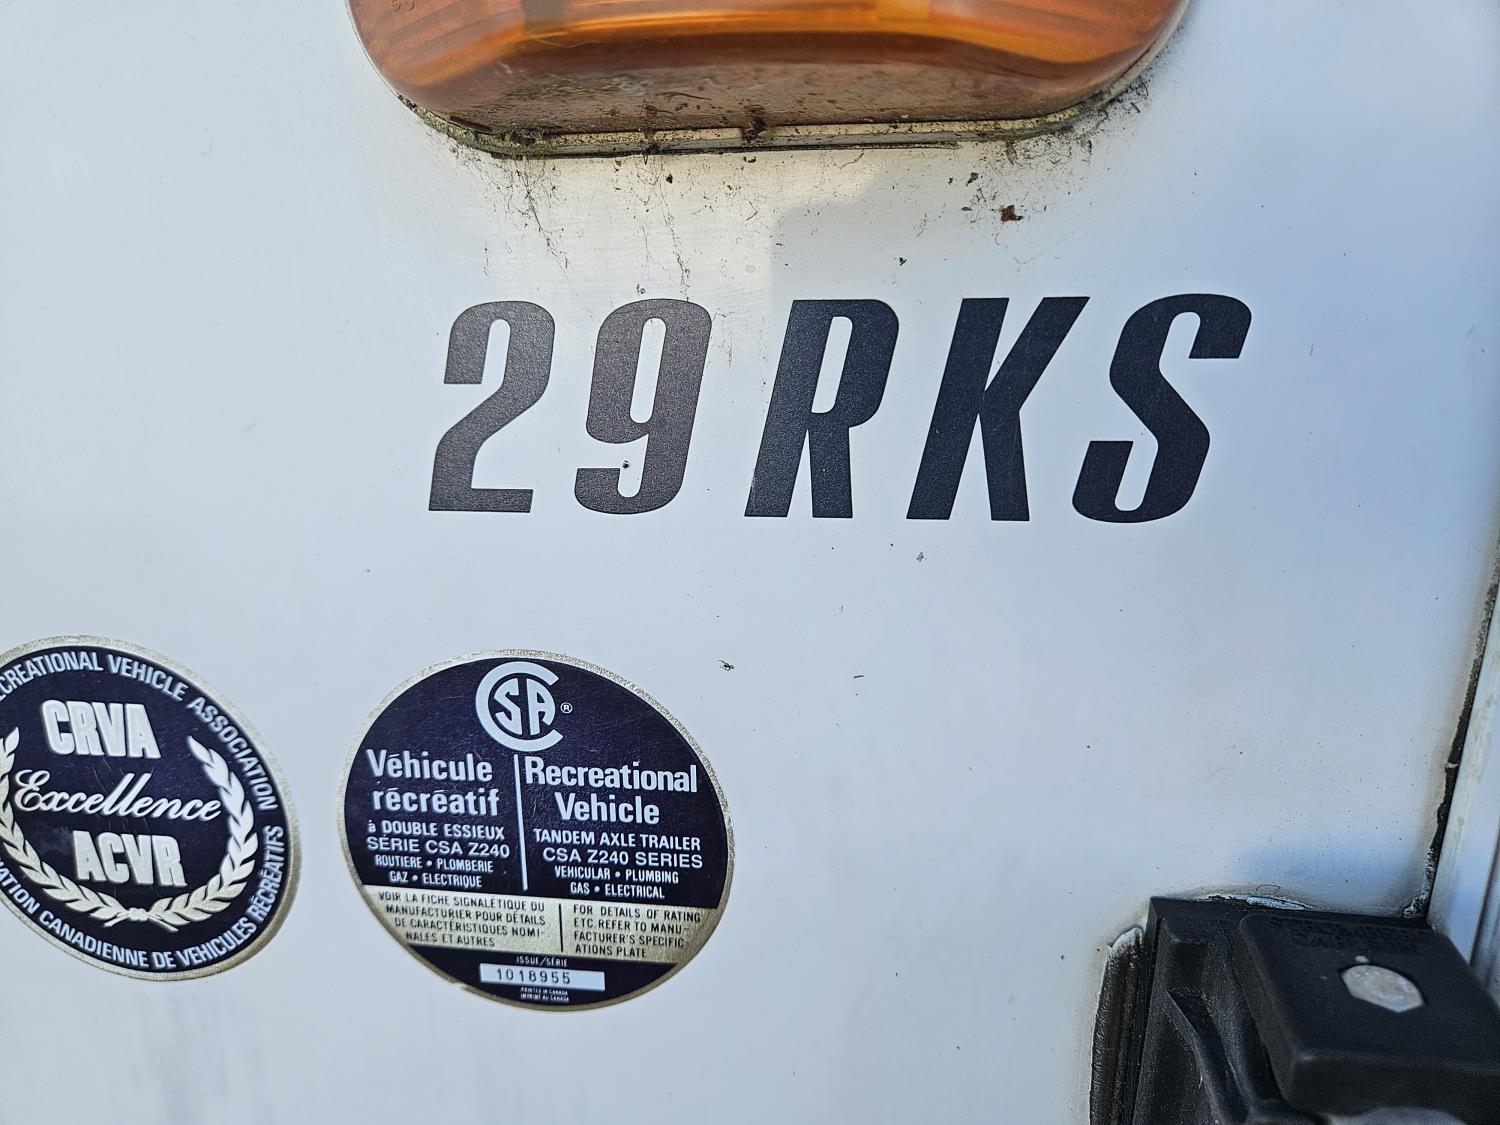 29RKS
RECREATIONAL VEHICLE ASSOCIATION
CRVA
Excellence
ACVR
CANADIENNE DE VÉHICULES RÉCRÉATIFS
CSA ®
Véhicule
récréatif
à DOUBLE ESSIEUX
SÉRIE CSA Z240
ROUTIERE • PLOMBERIE
GAZ • ELECTRIQUE
VOIR LA FICHE SIGNALÉTIQUE DU
MANUFACTURIER POUR DÉTAILS
DE CARACTÉRISTIQUES NOMI-
NALES ET AUTRES
Recreational
Vehicle
TANDEM AXLE TRAILER
CSA Z240 SERIES
VEHICULAR • PLUMBING
GAS • ELECTRICAL
FOR DETAILS OF RATING
ETC. REFER TO MANU-
FACTURER'S SPECIFIC-
ATIONS PLATE
ISSUE/SÉRIE
1018955
PRINTED IN CANADA
IMPRIMÉ AU CANADA